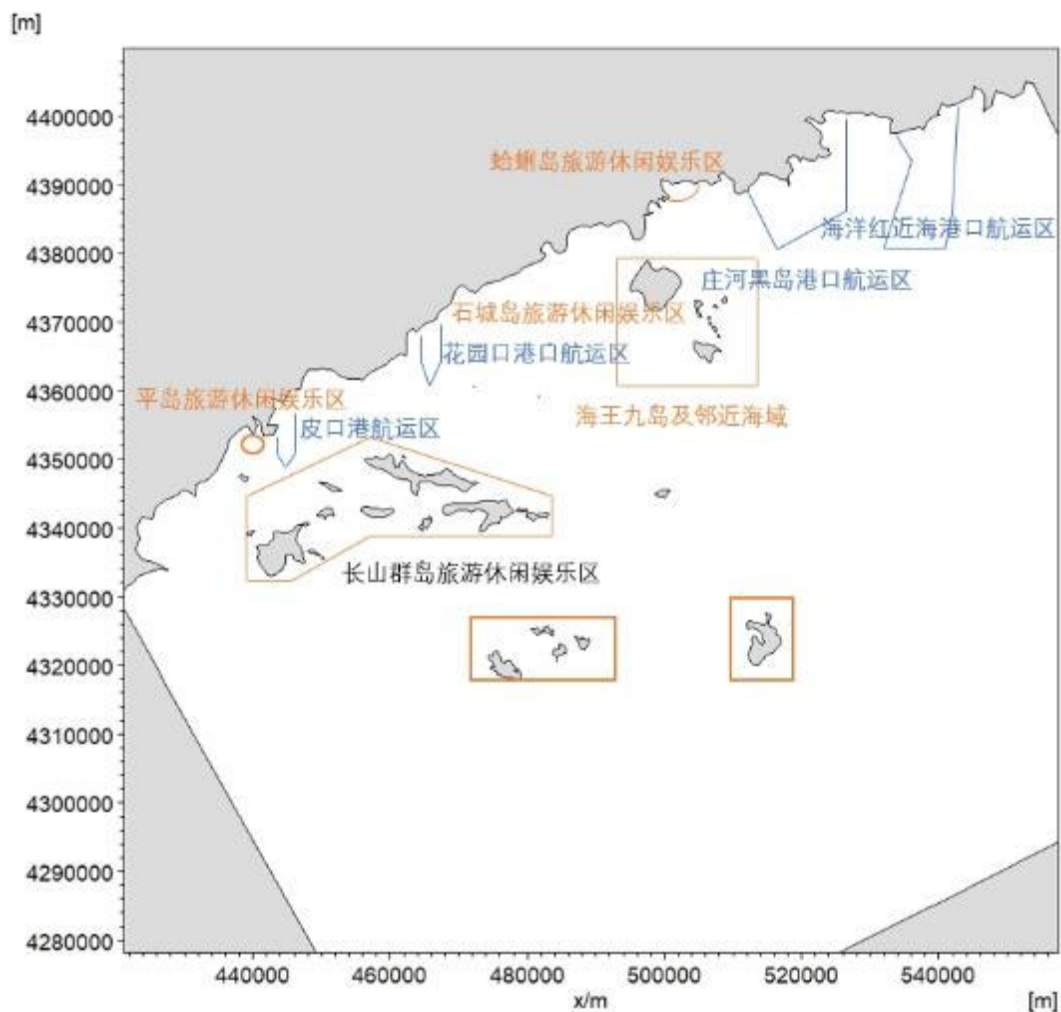 [m]
4400000
蛤蜊岛旅游休闲娱乐区
4390000
海洋红近海港口航运区
4380000
庄河黑岛港口航运区
4370000
石城岛旅游休闲娱乐区
花园口港口航运区
4360000
平岛旅游休闲娱乐区
海王九岛及邻近海域
皮口港航运区
4350000
4340000
长山群岛旅游休闲娱乐区
4330000
4320000
4310000
4300000
4290000
4280000
440000 460000 480000 500000 520000 540000
x/m [m]